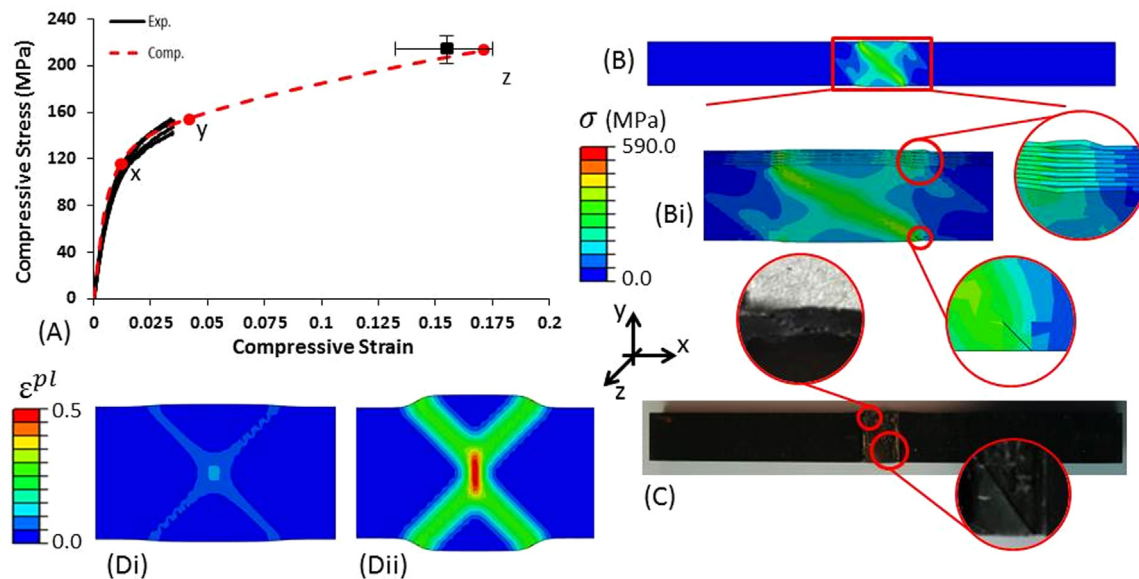 240
200
160
120
80
40
0
Compressive Stress (MPa)
Exp.
Comp.
x
y
z
0 0.025 0.05 0.075 0.1 0.125 0.15 0.175 0.2
Compressive Strain
(A)
(B)
σ (MPa)
590.0
0.0
(Bi)
y
x
z
(C)
ε^pl
0.5
0.0
(Di)
(Dii)